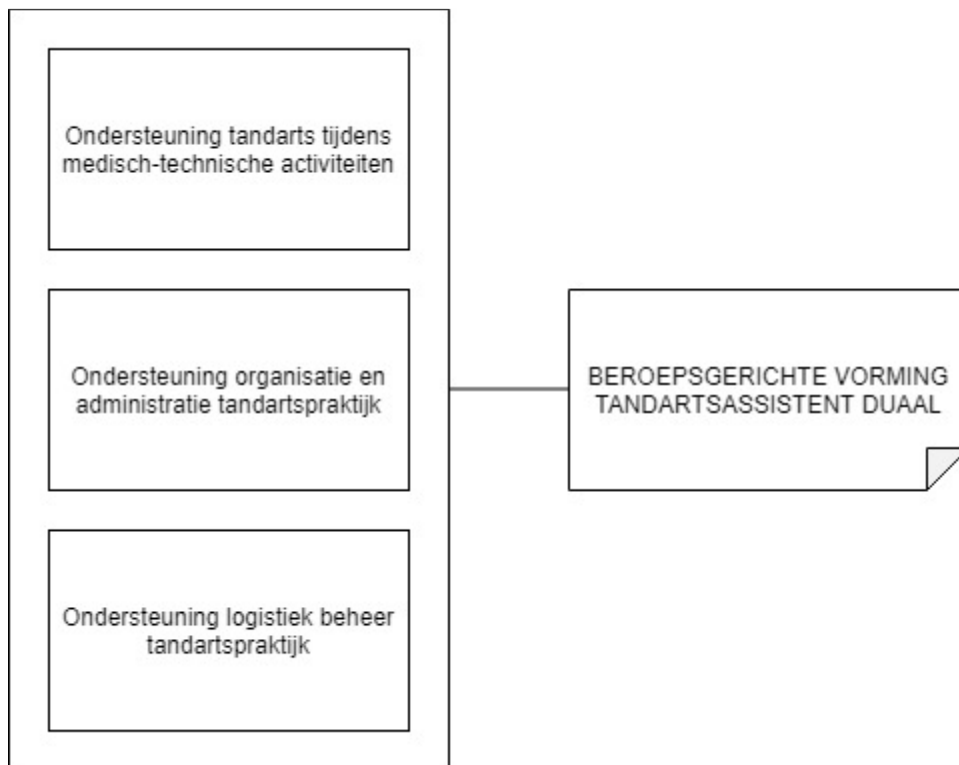 Ondersteuning tandarts tijdens
medisch-technische activiteiten
Ondersteuning organisatie en
administratie tandartspraktijk
Ondersteuning logistiek beheer
tandartspraktijk
BEROEPSGERICHTE VORMING
TANDARTSASSISTENT DUAAL